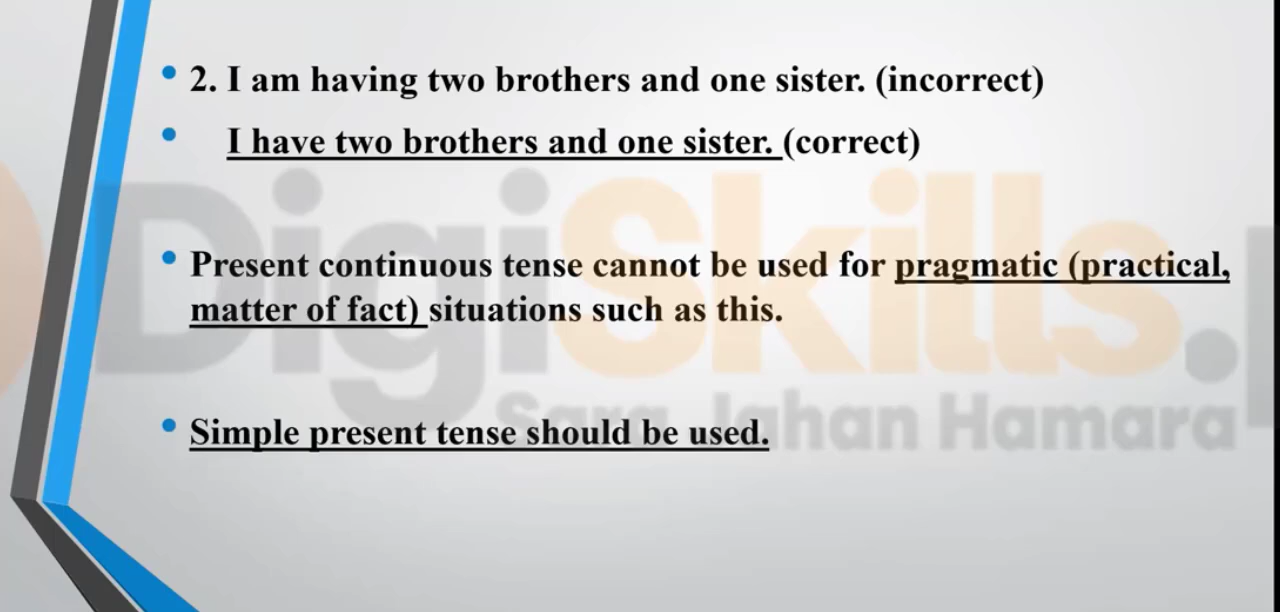 2. I am having two brothers and one sister. (incorrect)
I have two brothers and one sister. (correct)
Present continuous tense cannot be used for pragmatic (practical,
matter of fact) situations such as this.
DigiSkills.
Simple present tense should be used.
Sara Jahan Hamara